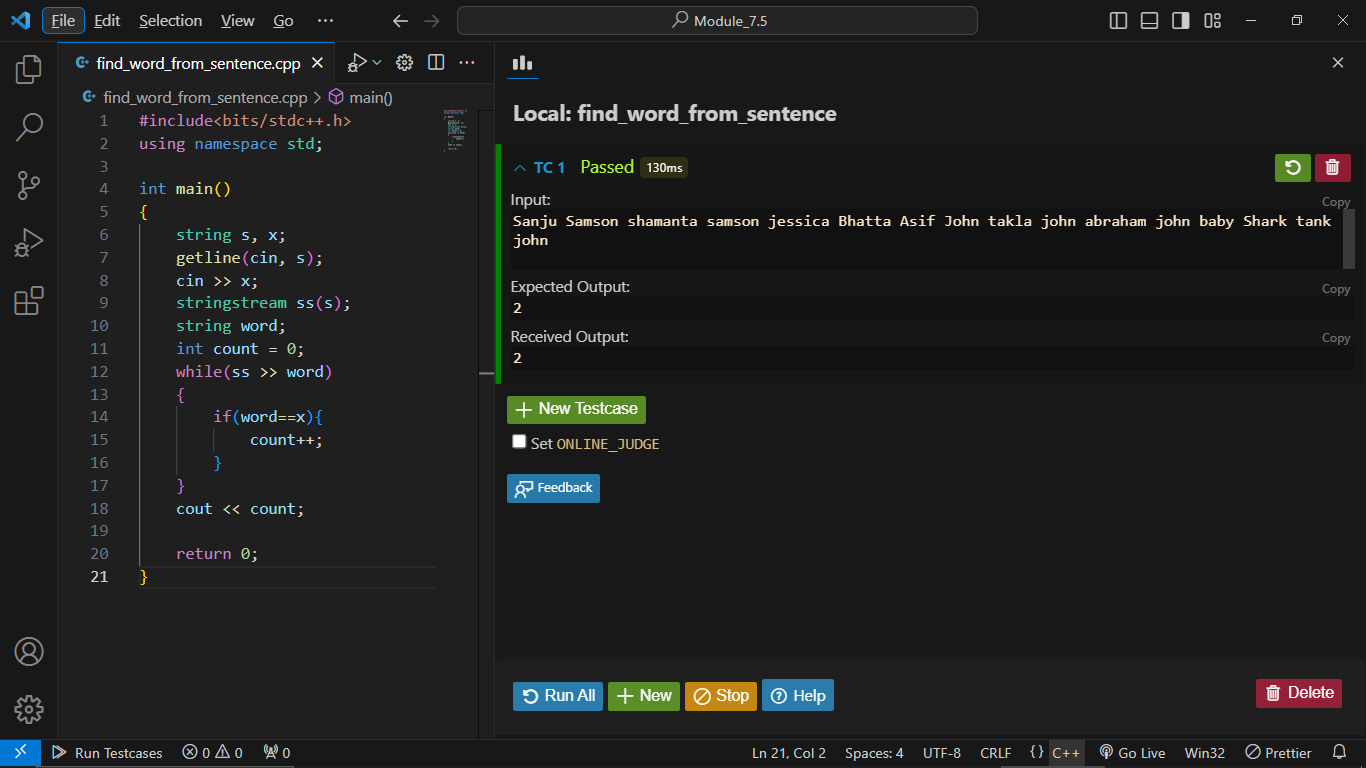 File Edit Selection View Go ··· Module_7.5
find_word_from_sentence.cpp
find_word_from_sentence.cpp > main()
1 #include<bits/stdc++.h>
2 using namespace std;
3
4 int main()
5 {
6 string s, x;
7 getline(cin, s);
8 cin >> x;
9 stringstream ss(s);
10 string word;
11 int count = 0;
12 while(ss >> word)
13 {
14 if(word==x){
15 count++;
16 }
17 }
18 cout << count;
19
20 return 0;
21 }
Local: find_word_from_sentence
TC 1 Passed 130ms
Input:
Copy
Sanju Samson shamanta samson jessica Bhatta Asif John takla john abraham john baby Shark tank
john
Expected Output:
Copy
2
Received Output:
Copy
2
New Testcase
Set ONLINE_JUDGE
Feedback
Run All New Stop Help Delete
Run Testcases 0 0 0 Ln 21, Col 2 Spaces: 4 UTF-8 CRLF {} C++ Go Live Win32 Prettier